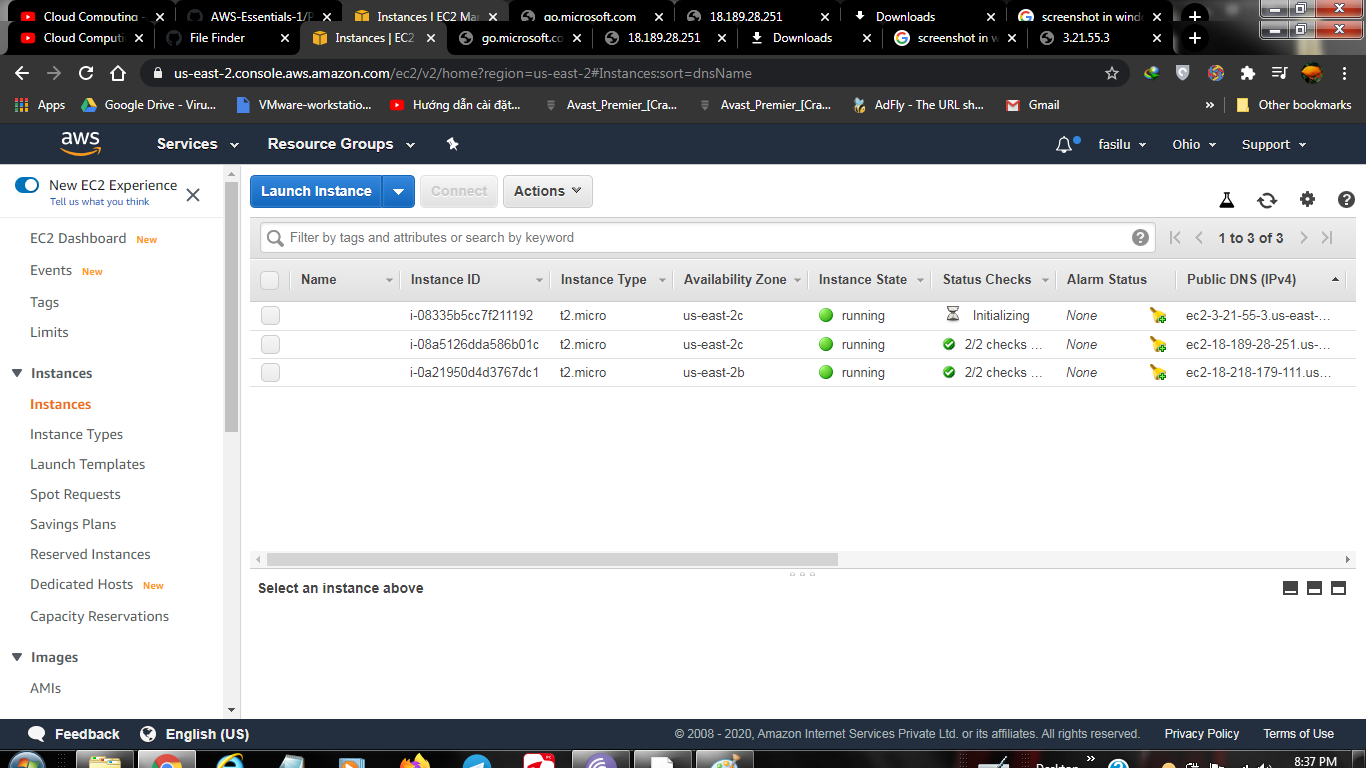 Cloud Computing -
AWS-Essentials-1/P
Instances | EC2 Ma
go.microsoft.com
18.189.28.251
Downloads
screenshot in wind
Cloud Computi
File Finder
Instances | EC2
go.microsoft.co
18.189.28.251
Downloads
screenshot in w
3.21.55.3
us-east-2.console.aws.amazon.com/ec2/v2/home?region=us-east-2#Instances:sort=dnsName
Apps
Google Drive - Viru...
VMware-workstatio...
Hướng dẫn cài đặt...
Avast_Premier_[Cra...
Avast_Premier_[Cra...
AdFly - The URL sh...
Gmail
»
Other bookmarks
aws
Services
Resource Groups
fasilu
Ohio
Support
New EC2 Experience
Tell us what you think
EC2 Dashboard New
Events New
Tags
Limits
Instances
Instances
Instance Types
Launch Templates
Spot Requests
Savings Plans
Reserved Instances
Dedicated Hosts New
Capacity Reservations
Images
AMIs
Launch Instance
Connect
Actions
Filter by tags and attributes or search by keyword
1 to 3 of 3
Name Instance ID Instance Type Availability Zone Instance State Status Checks Alarm Status Public DNS (IPv4)
i-08335b5cc7f211192 t2.micro us-east-2c running Initializing None ec2-3-21-55-3.us-east-...
i-08a5126dda586b01c t2.micro us-east-2c running 2/2 checks ... None ec2-18-189-28-251.us-...
i-0a21950d4d3767dc1 t2.micro us-east-2b running 2/2 checks ... None ec2-18-218-179-111.us...
Select an instance above
Feedback
English (US)
© 2008 - 2020, Amazon Internet Services Private Ltd. or its affiliates. All rights reserved.
Privacy Policy
Terms of Use
Desktop
»
8:37 PM